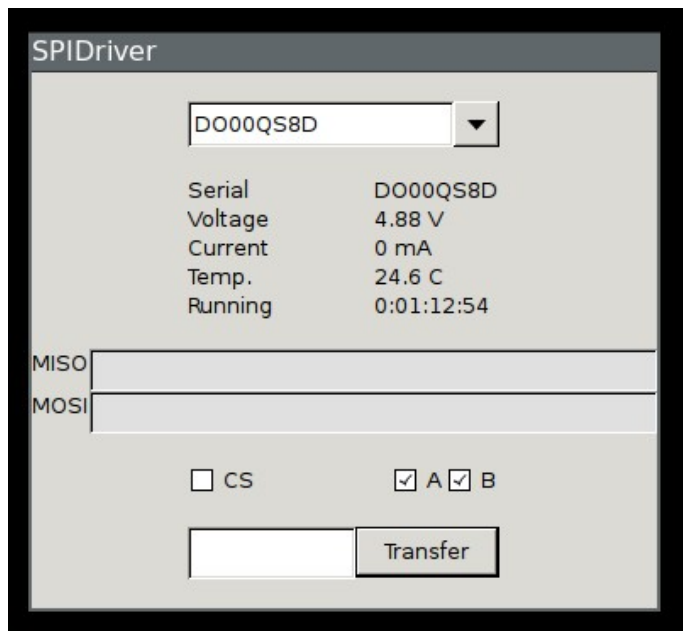 SPIDriver
DO00QS8D
Serial DO00QS8D
Voltage 4.88 V
Current 0 mA
Temp. 24.6 C
Running 0:01:12:54
MISO
MOSI
CS A B
Transfer